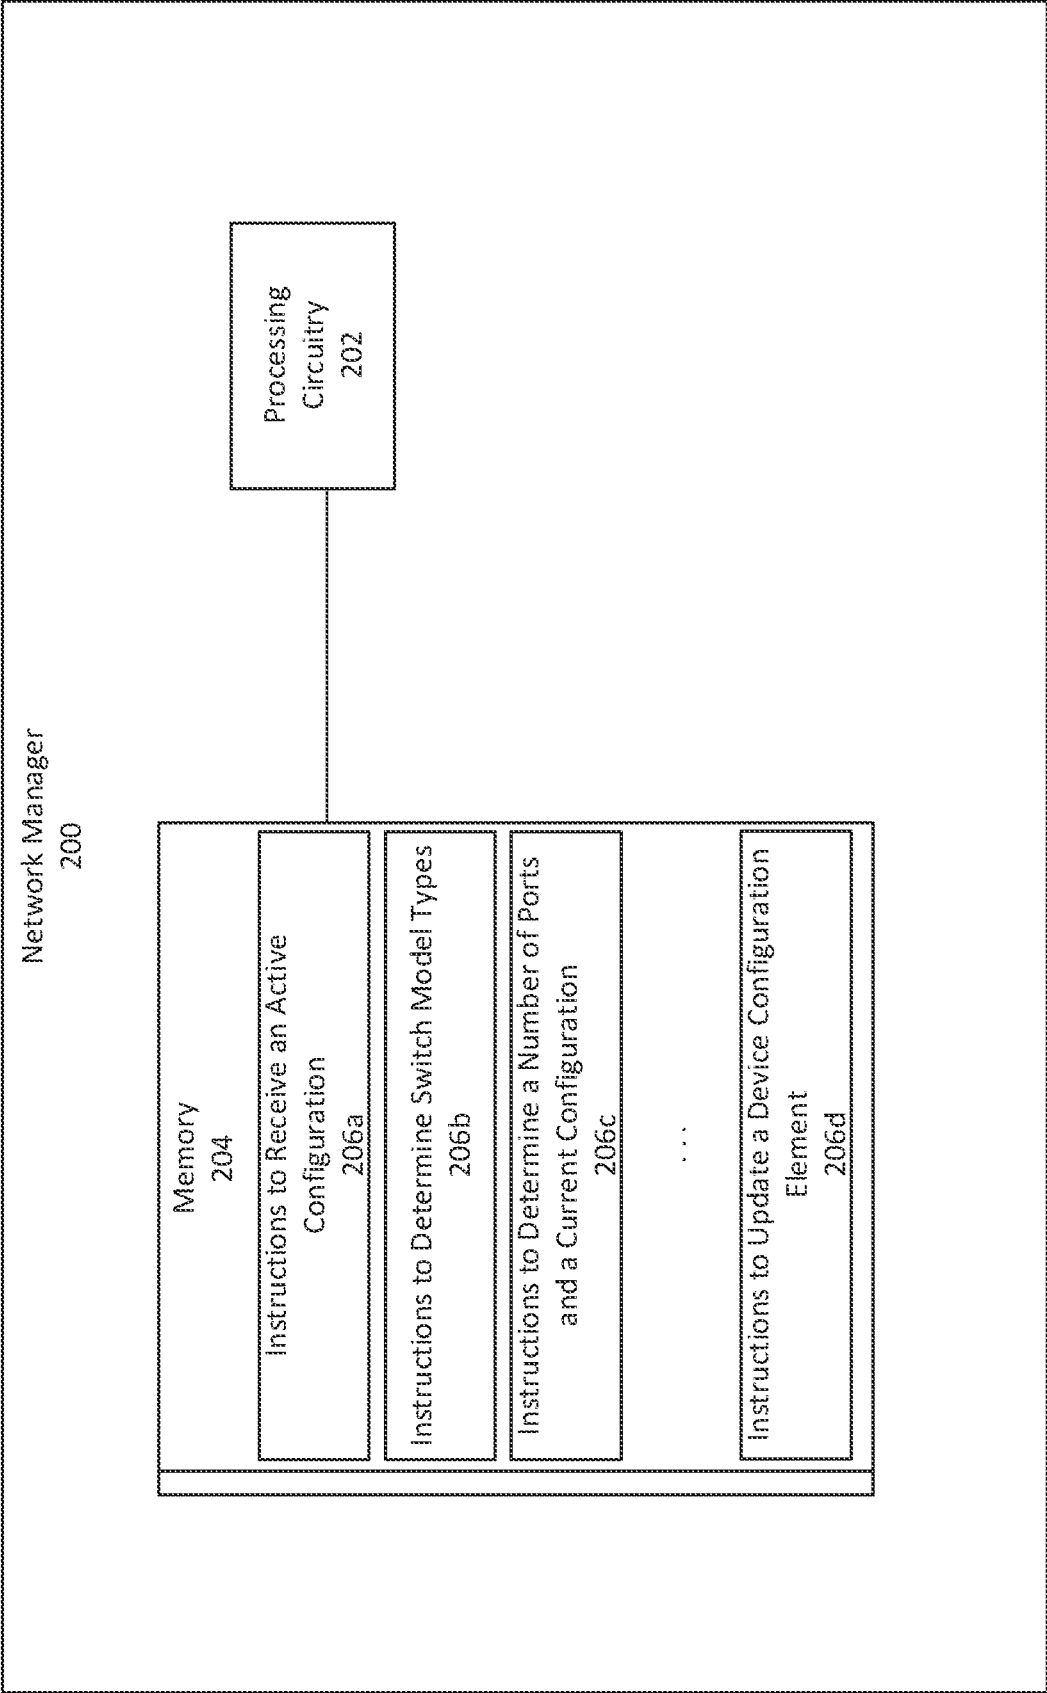 Network Manager
200
Memory
204
Instructions to Receive an Active
Configuration
206a
Instructions to Determine Switch Model Types
206b
Instructions to Determine a Number of Ports
and a Current Configuration
206c
...
Instructions to Update a Device Configuration
Element
206d
Processing
Circuitry
202